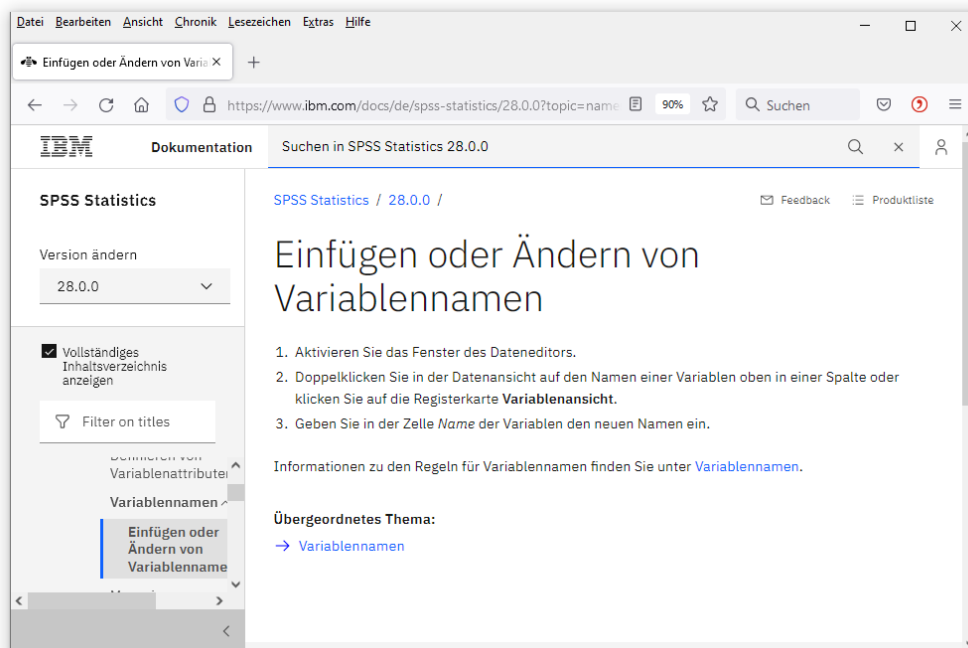 Datei Bearbeiten Ansicht Chronik Lesezeichen Extras Hilfe
Einfügen oder Ändern von Varia
https://www.ibm.com/docs/de/spss-statistics/28.0.0?topic=name 90% Suchen
IBM Dokumentation Suchen in SPSS Statistics 28.0.0
SPSS Statistics
Version ändern
28.0.0
Vollständiges
Inhaltsverzeichnis
anzeigen
Filter on titles
Definieren von
Variablenattributen
Variablennamen
Einfügen oder
Ändern von
Variablenname
SPSS Statistics / 28.0.0 /
Feedback Produktliste
Einfügen oder Ändern von
Variablennamen
1. Aktivieren Sie das Fenster des Dateneditors.
2. Doppelklicken Sie in der Datenansicht auf den Namen einer Variablen oben in einer Spalte oder
klicken Sie auf die Registerkarte Variablenansicht.
3. Geben Sie in der Zelle Name der Variablen den neuen Namen ein.
Informationen zu den Regeln für Variablennamen finden Sie unter Variablennamen.
Übergeordnetes Thema:
→ Variablennamen